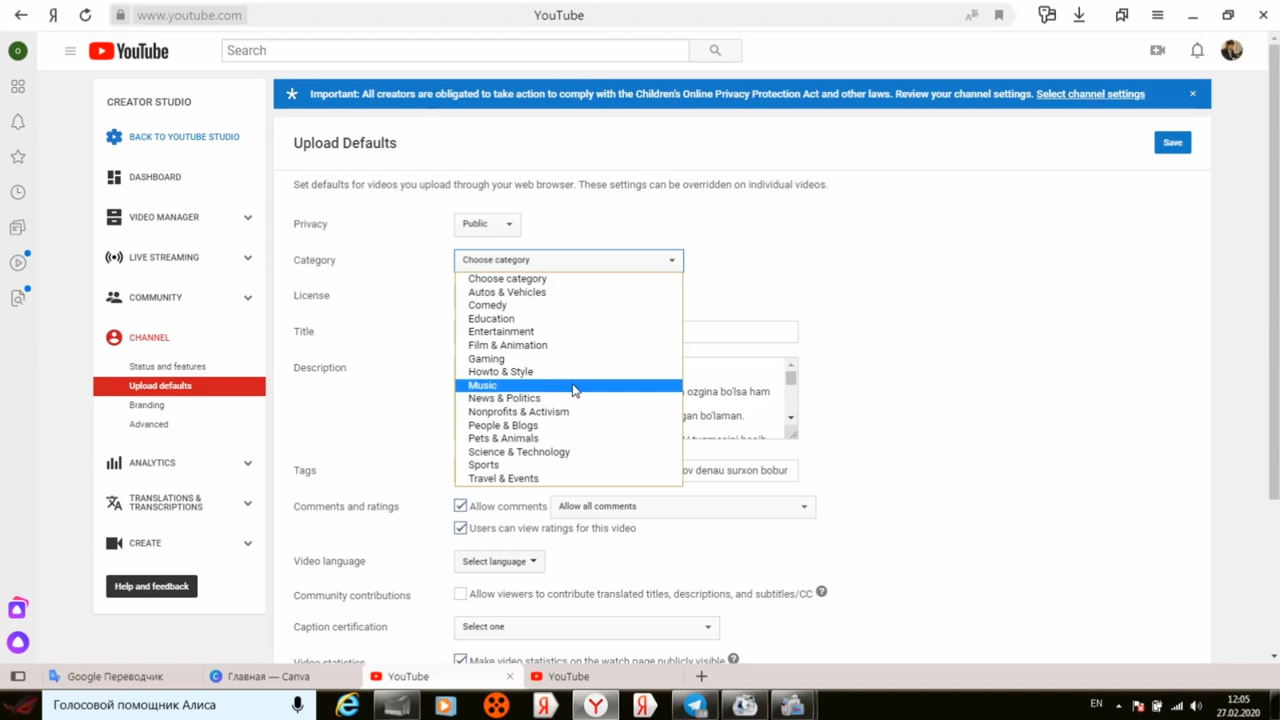 www.youtube.com
YouTube
YouTube
Search
CREATOR STUDIO
BACK TO YOUTUBE STUDIO
DASHBOARD
VIDEO MANAGER
LIVE STREAMING
COMMUNITY
CHANNEL
Status and features
Upload defaults
Branding
Advanced
ANALYTICS
TRANSLATIONS &
TRANSCRIPTIONS
CREATE
Help and feedback
Important: All creators are obligated to take action to comply with the Children's Online Privacy Protection Act and other laws. Review your channel settings. Select channel settings
Upload Defaults
Save
Set defaults for videos you upload through your web browser. These settings can be overridden on individual videos.
Privacy
Public
Category
Choose category
Choose category
Autos & Vehicles
Comedy
Education
Entertainment
Film & Animation
Gaming
Howto & Style
Music
News & Politics
Nonprofits & Activism
People & Blogs
Pets & Animals
Science & Technology
Sports
Travel & Events
License
Title
Description
ozgina bo'lsa ham
gan bo'laman.
Tags
ov denau surxon bobur
Comments and ratings
Allow comments
Allow all comments
Users can view ratings for this video
Video language
Select language
Community contributions
Allow viewers to contribute translated titles, descriptions, and subtitles/CC
Caption certification
Select one
Video statistics
Make video statistics on the watch page publicly visible
Google Переводчик
Главная — Canva
YouTube
YouTube
Голосовой помощник Алиса
EN
12:05
27.02.2020